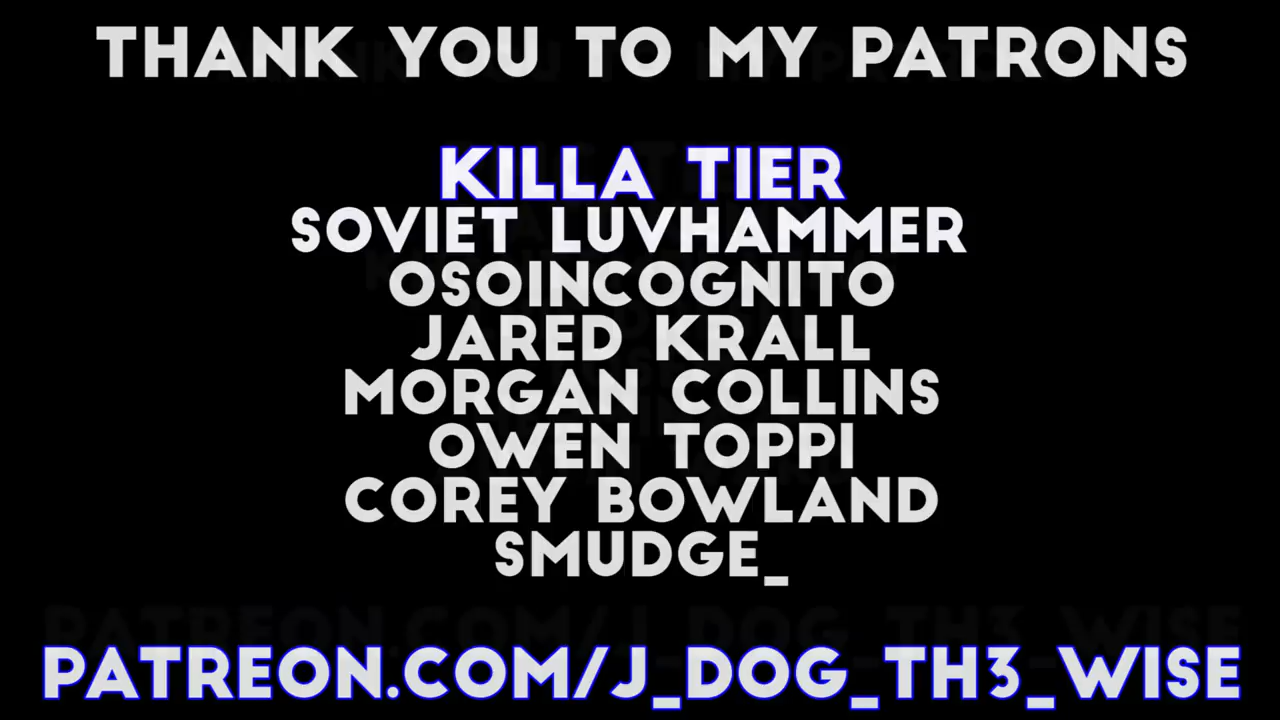 THANK YOU TO MY PATRONS
KILLA TIER
SOVIET LUVHAMMER
OSOINCOGNITO
JARED KRALL
MORGAN COLLINS
OWEN TOPPI
COREY BOWLAND
SMUDGE_
PATREON.COM/J_DOG_TH3_WISE